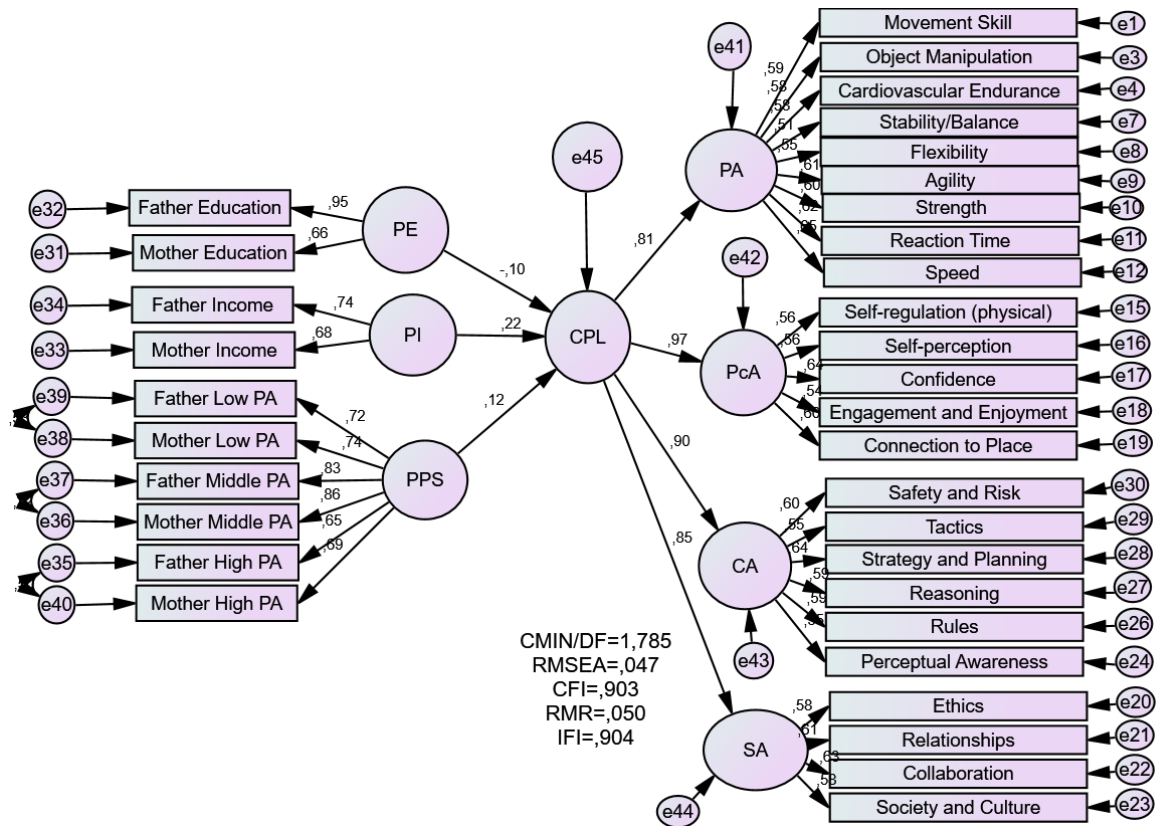 e41
Movement Skill
e1
Object Manipulation
e3
Cardiovascular Endurance
e4
Stability/Balance
e7
Flexibility
e8
Agility
e9
Strength
e10
Reaction Time
e11
Speed
e12
PA
,59
,58
,58
,51
,55
,61
,60
,62
e45
e32
Father Education
,95
PE
e31
Mother Education
,66
-,10
,81
e42
e34
Father Income
,74
PI
,22
CPL
,97
e33
Mother Income
,68
PcA
,56
Self-regulation (physical)
e15
,56
Self-perception
e16
,64
Confidence
e17
,54
Engagement and Enjoyment
e18
Connection to Place
e19
e39
Father Low PA
,72
,12
e38
Mother Low PA
,74
PPS
e37
Father Middle PA
,83
e36
Mother Middle PA
,86
e35
Father High PA
,65
e40
Mother High PA
,69
,90
,85
CA
e43
,60
Safety and Risk
e30
,55
Tactics
e29
,64
Strategy and Planning
e28
,59
Reasoning
e27
,59
Rules
e26
Perceptual Awareness
e24
CMIN/DF=1,785
RMSEA=,047
CFI=,903
RMR=,050
IFI=,904
SA
e44
,58
Ethics
e20
,61
Relationships
e21
,63
Collaboration
e22
Society and Culture
e23